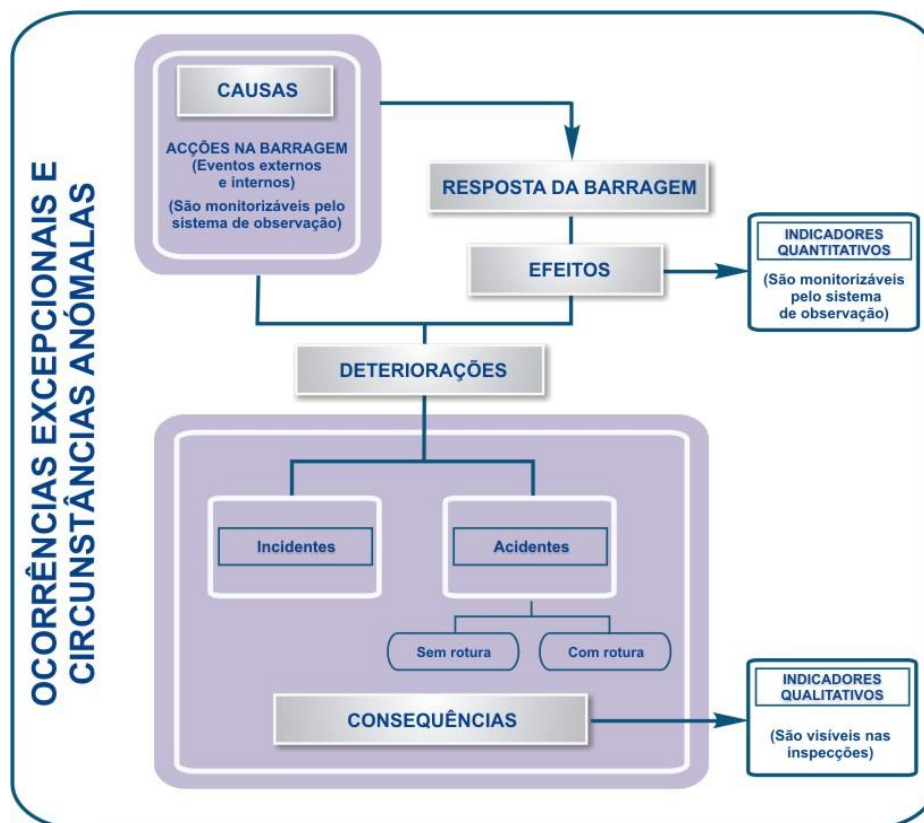 OCORRÊNCIAS EXCEPCIONAIS E
CIRCUNSTÂNCIAS ANÓMALAS
CAUSAS
ACÇÕES NA BARRAGEM
(Eventos externos
e internos)
(São monitorizáveis pelo
sistema de observação)
RESPOSTA DA BARRAGEM
EFEITOS
INDICADORES
QUANTITATIVOS
(São monitorizáveis
pelo sistema
de observação)
DETERIORAÇÕES
Incidentes
Acidentes
Sem rotura
Com rotura
CONSEQUÊNCIAS
INDICADORES
QUALITATIVOS
(São visíveis nas
inspecções)